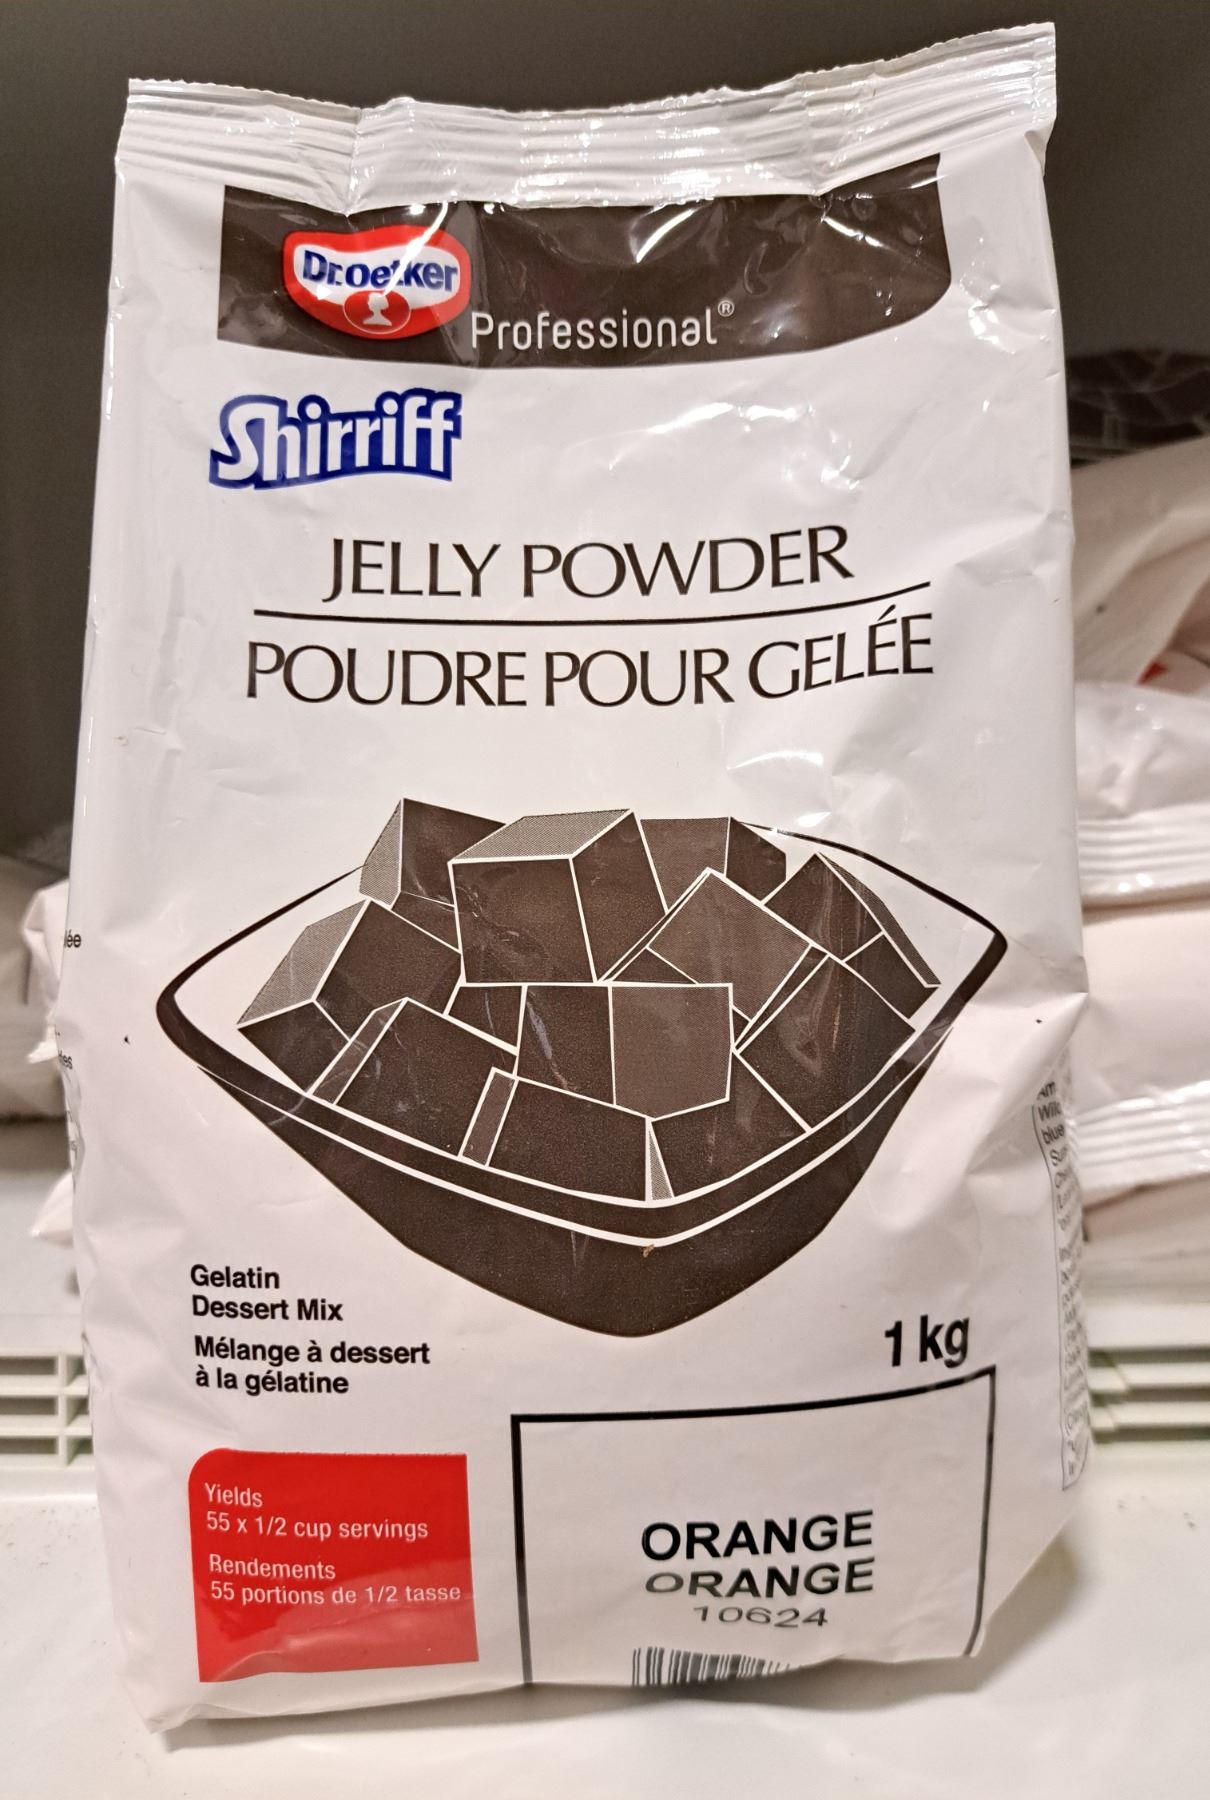 Dr. Oetker
Professional®
Shirriff
JELLY POWDER
POUDRE POUR GELÉE
Gelatin
Dessert Mix
Mélange à dessert
à la gélatine
1 kg
Yields
55 x 1/2 cup servings
Rendements
55 portions de 1/2 tasse
ORANGE
ORANGE
10624